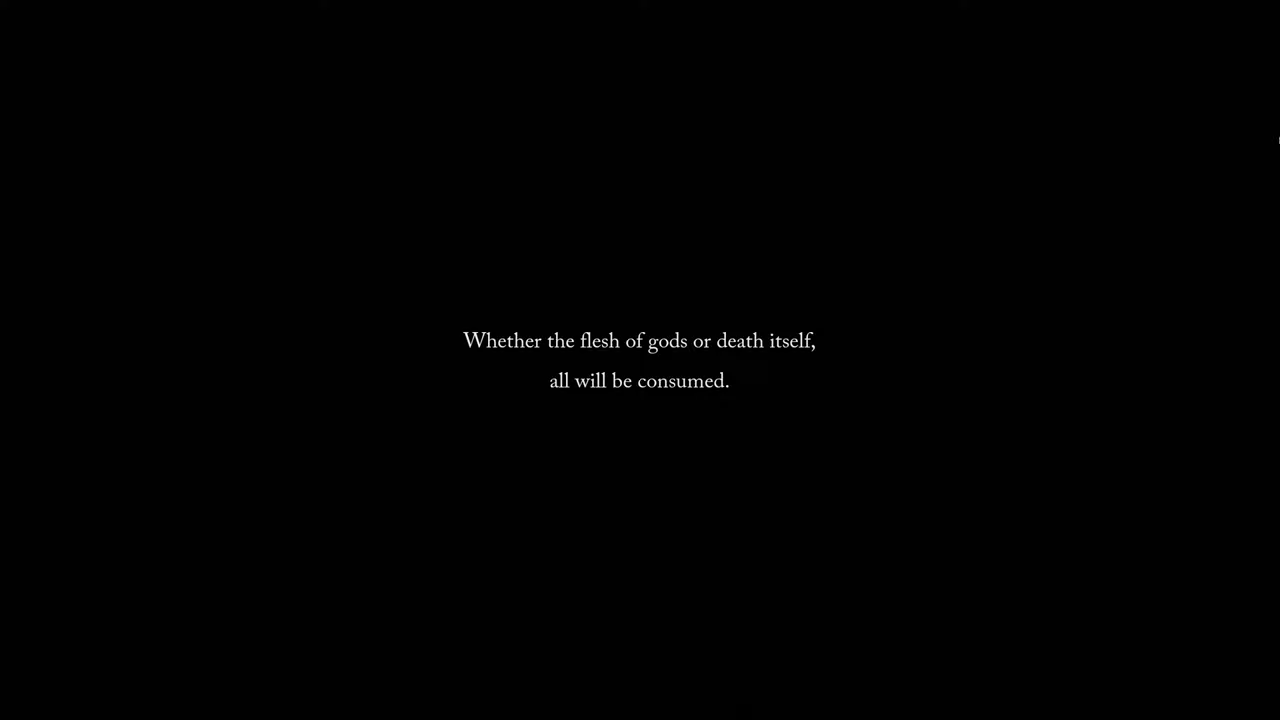 Whether the flesh of gods or death itself,
all will be consumed.